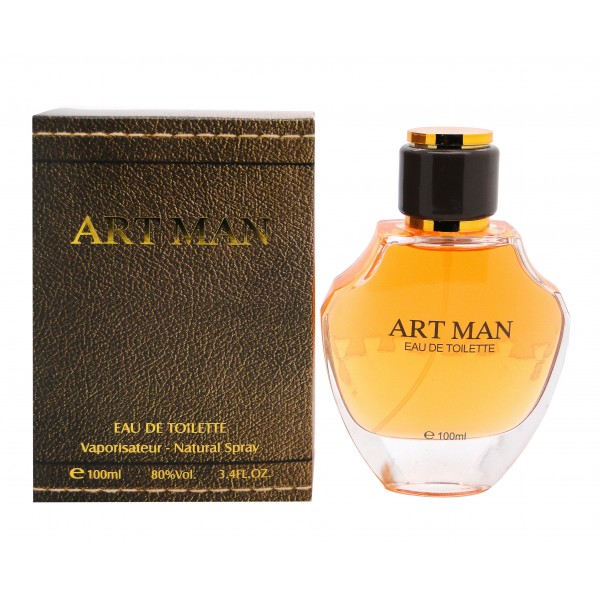 ART MAN
EAU DE TOILETTE
Vaporisateur - Natural Spray
℮100ml 80%Vol. 3.4FL.OZ
ART MAN
EAU DE TOILETTE
℮ 100ml